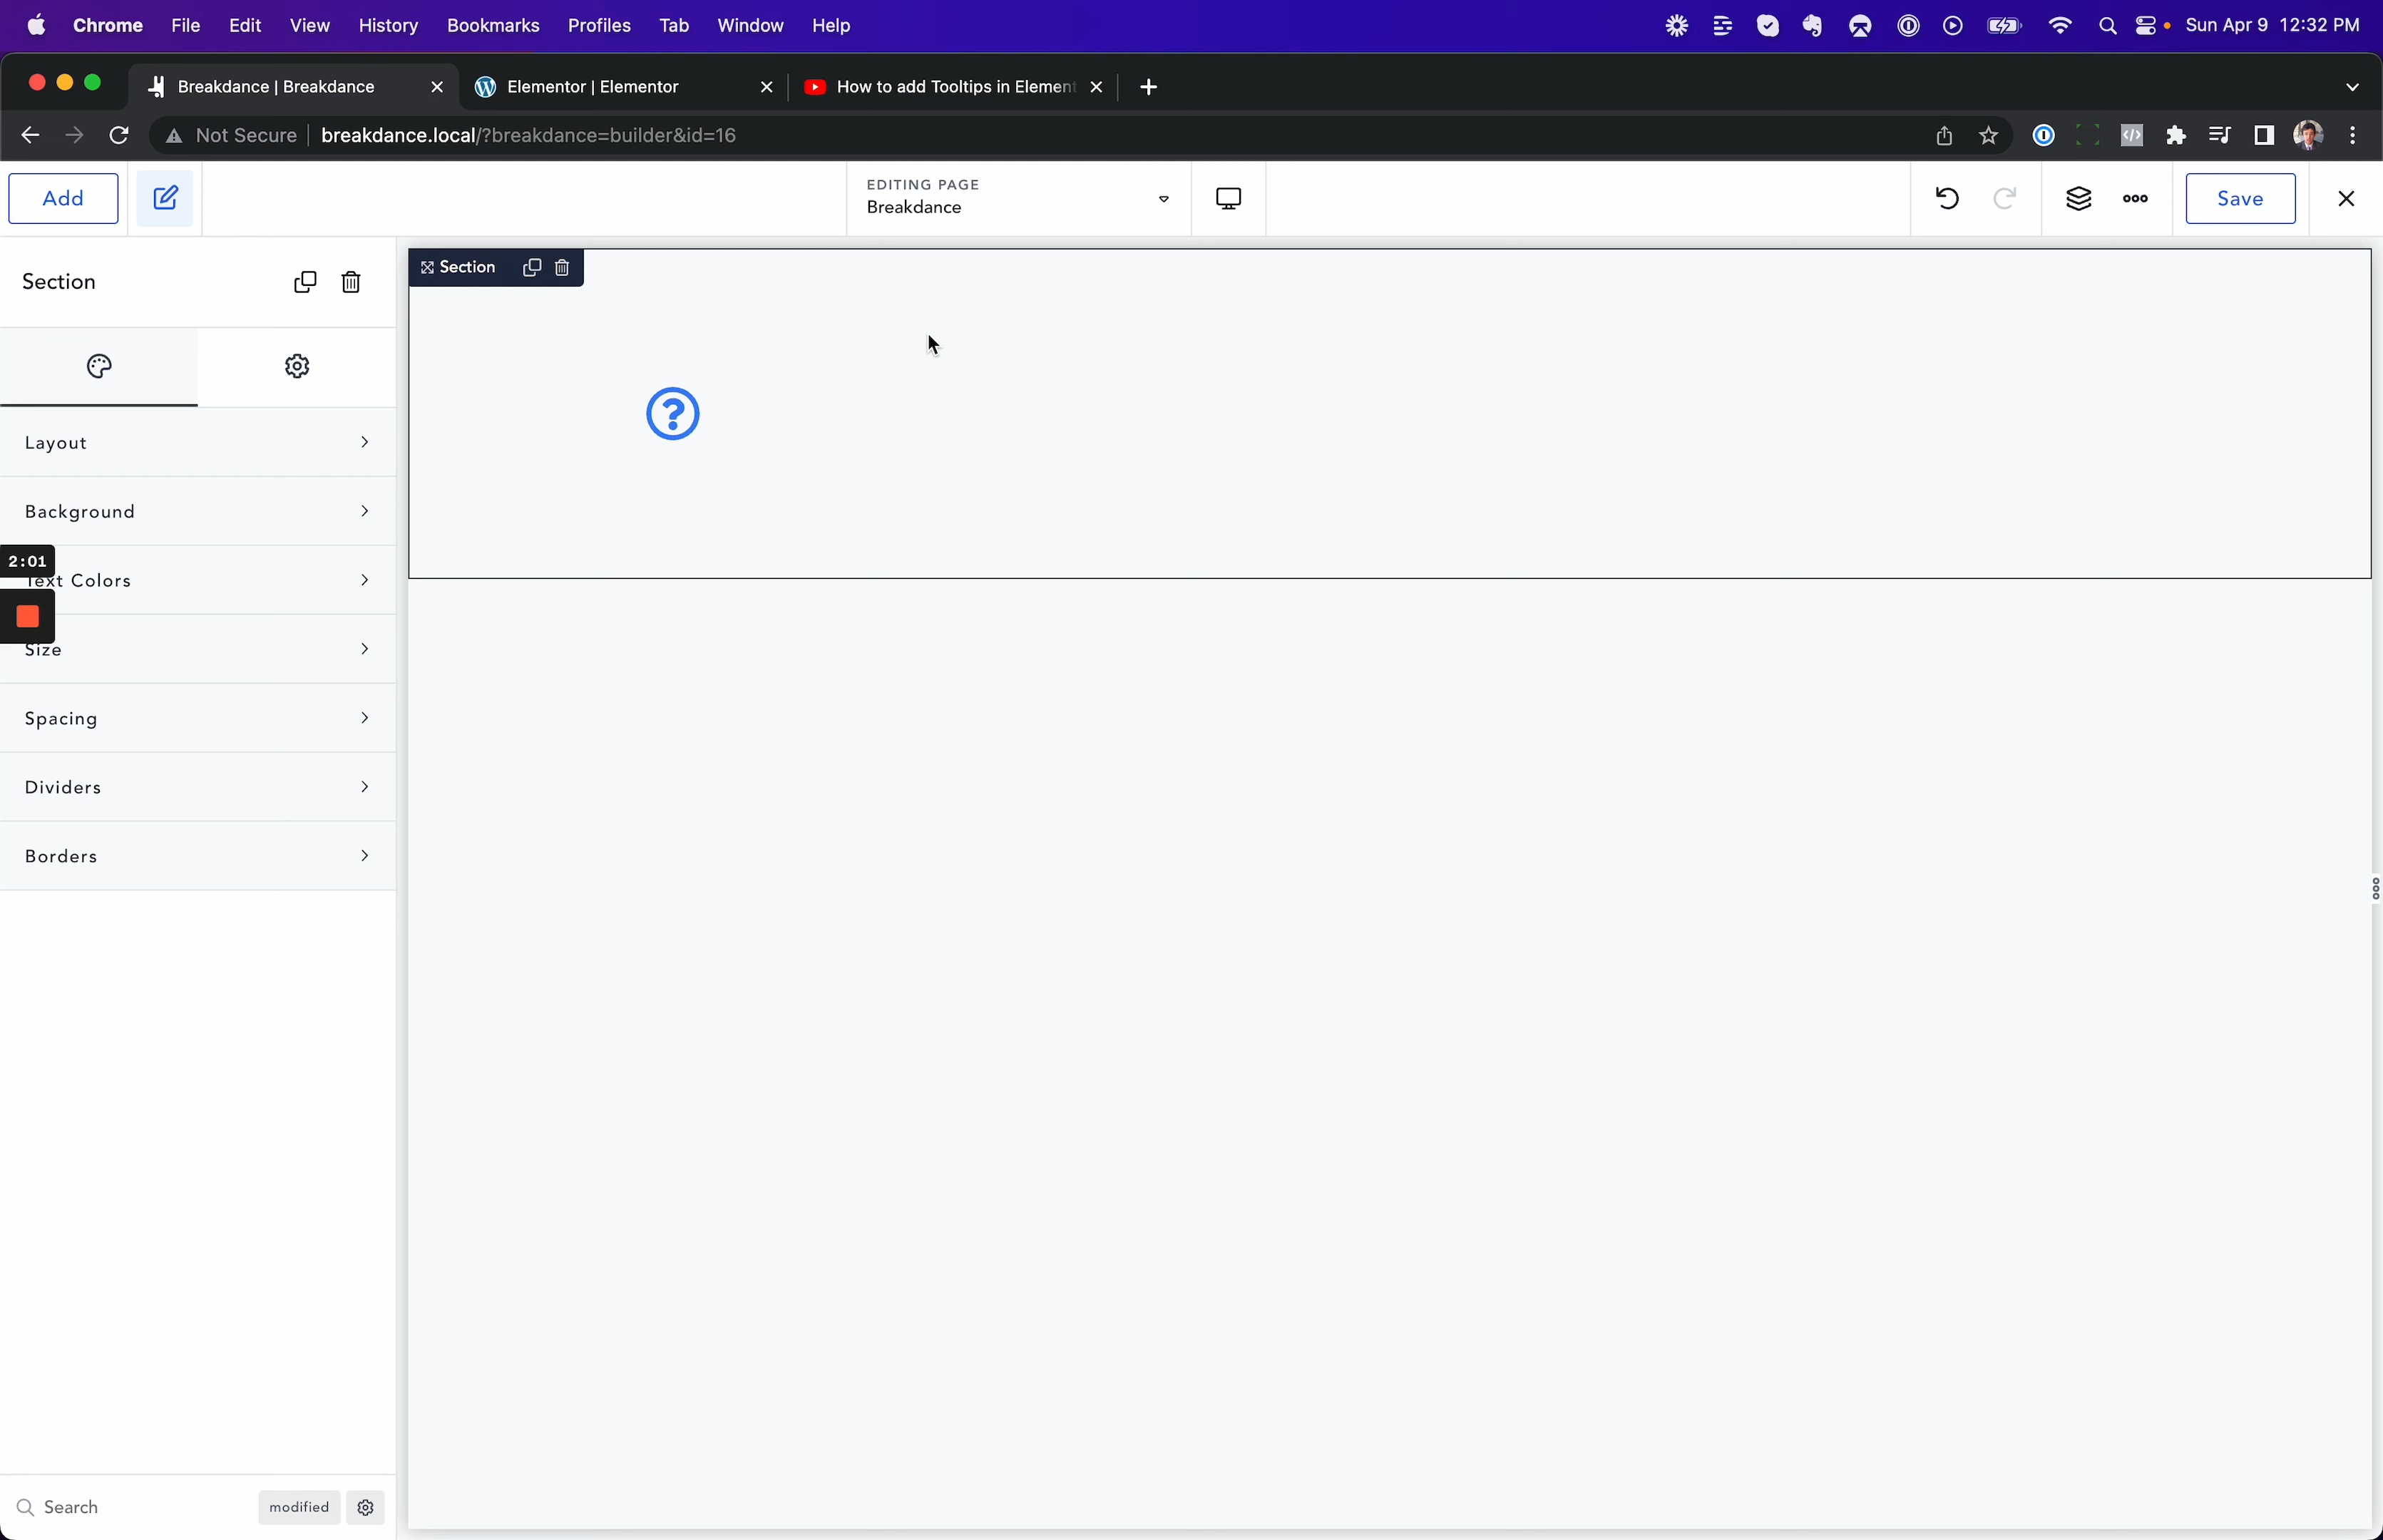 Chrome File Edit View History Bookmarks Profiles Tab Window Help Sun Apr 9 12:32 PM
Breakdance | Breakdance Elementor | Elementor How to add Tooltips in Element
Not Secure breakdance.local/?breakdance=builder&id=16
Add EDITING PAGE Save
Breakdance
Section
Section
Layout
Background
2:01
Text Colors
Size
Spacing
Dividers
Borders
Search modified